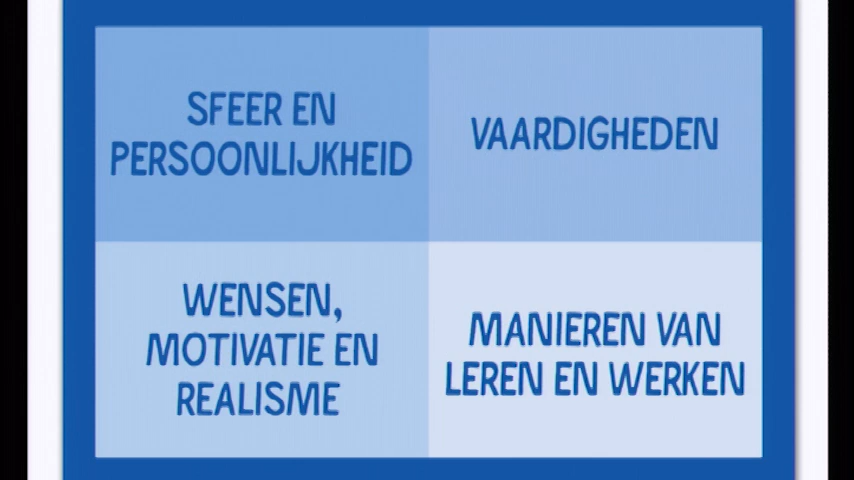 SFEER EN
PERSOONLIJKHEID
VAARDIGHEDEN
WENSEN,
MOTIVATIE EN
REALISME
MANIEREN VAN
LEREN EN WERKEN